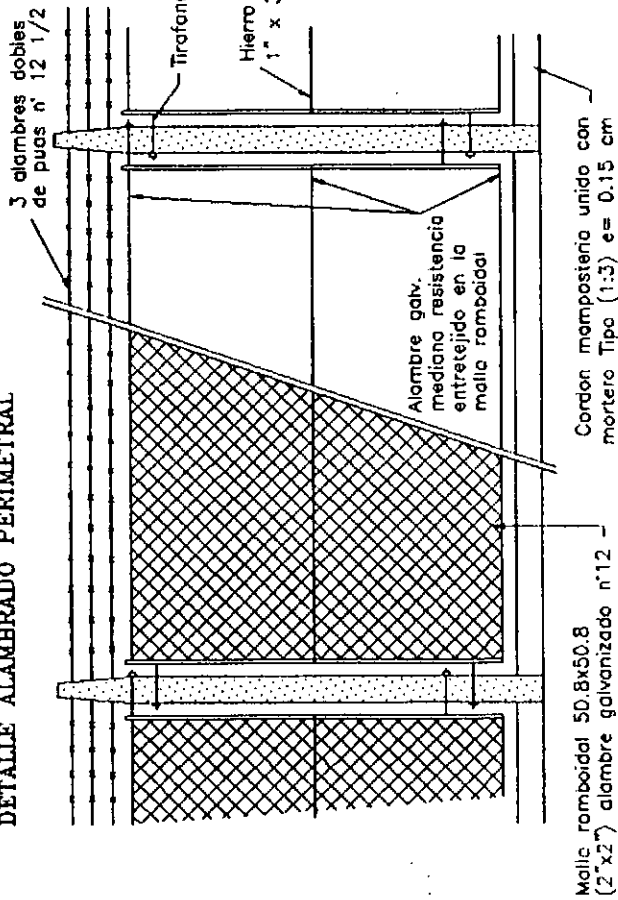 DETALLE ALAMBRADO PERIMETRAL
3 alambres dobles
de puas n° 12 1/2
Hierro
1" x
Alambre galv.
mediana resistencia
entretejido en la
malla romboidal
Malla romboidal 50.8x50.8
(2"x2") alambre galvanizado n°12 -
Cordon mamposteria unido con
mortero Tipo (1:3) e= 0.15 cm